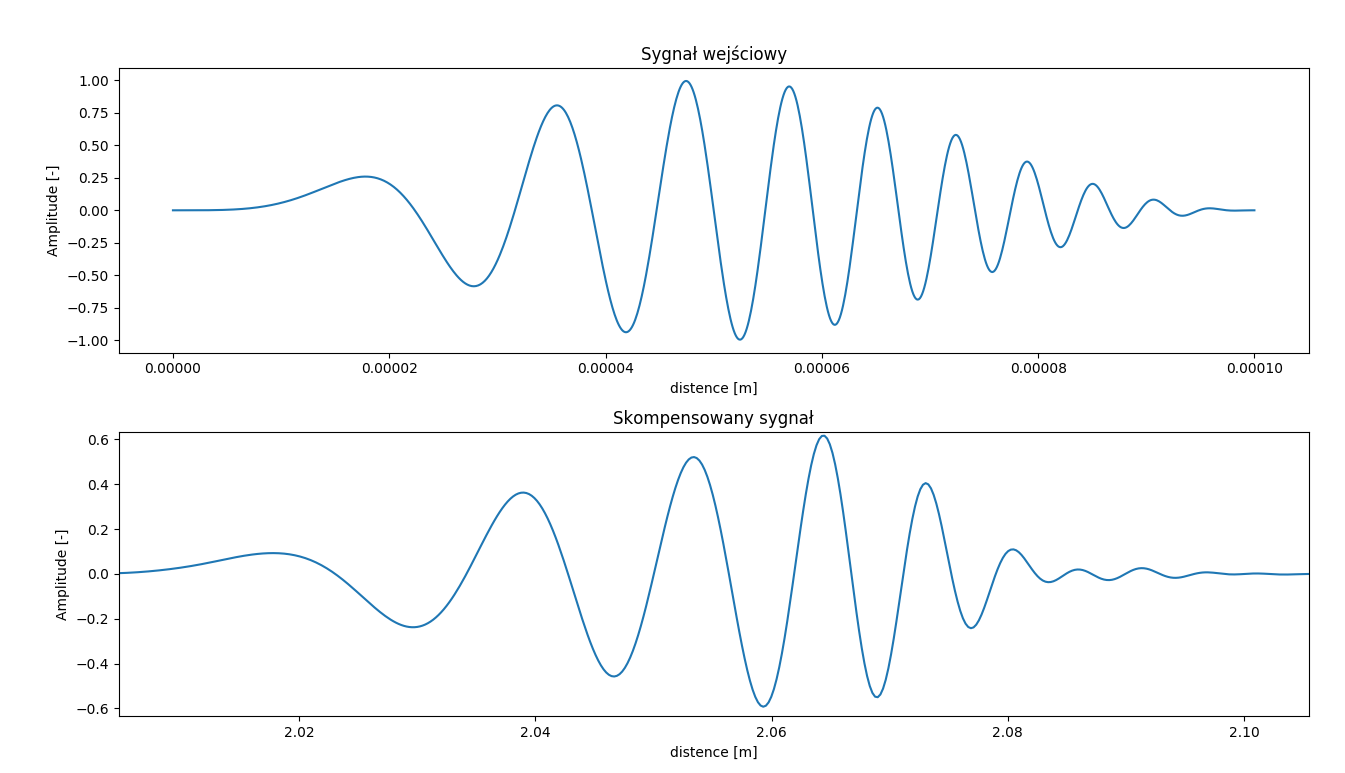 Sygnał wejściowy
1.00
0.75
0.50
0.25
0.00
−0.25
−0.50
−0.75
−1.00
Amplitude [-]
0.00000 0.00002 0.00004 0.00006 0.00008 0.00010
distence [m]
Skompensowany sygnał
0.6
0.4
0.2
0.0
−0.2
−0.4
−0.6
Amplitude [-]
2.02 2.04 2.06 2.08 2.10
distence [m]